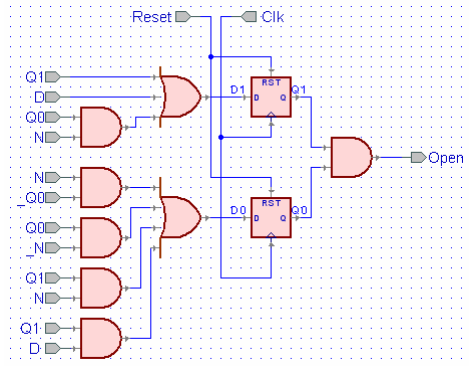 Reset Clk
Q1
D
Q0
N
D1 RST Q1
D Q
N
_Q0
Q0
_N
Q1
N
Q1
D
D0 RST Q0
D Q
Open